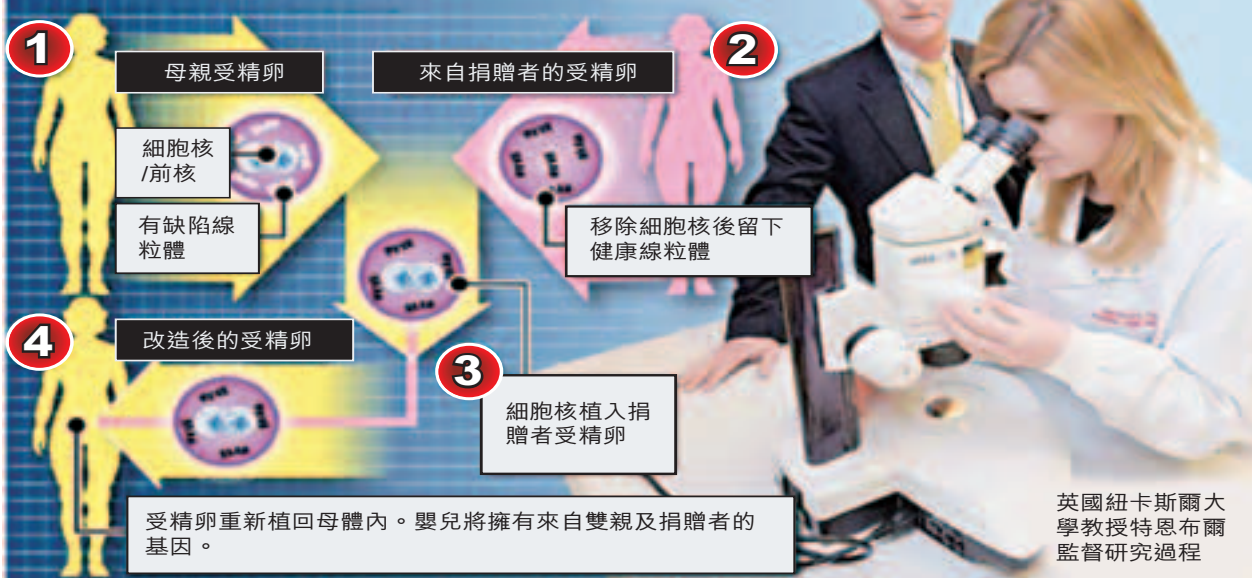 1
母親受精卵
細胞核
/前核
有缺陷線
粒體
2
來自捐贈者的受精卵
移除細胞核後留下
健康線粒體
3
細胞核植入捐
贈者受精卵
4
改造後的受精卵
受精卵重新植回母體內。嬰兒將擁有來自雙親及捐贈者的
基因。
英國紐卡斯爾大
學教授特恩布爾
監督研究過程